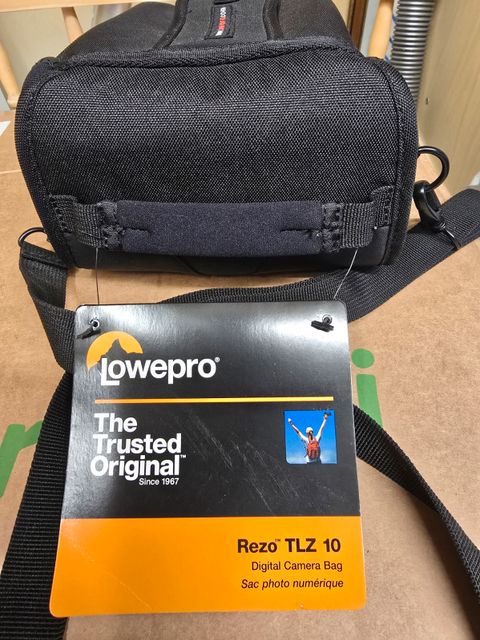 Lowepro®
The
Trusted
Original™
Since 1967
Rezo™ TLZ 10
Digital Camera Bag
Sac photo numérique